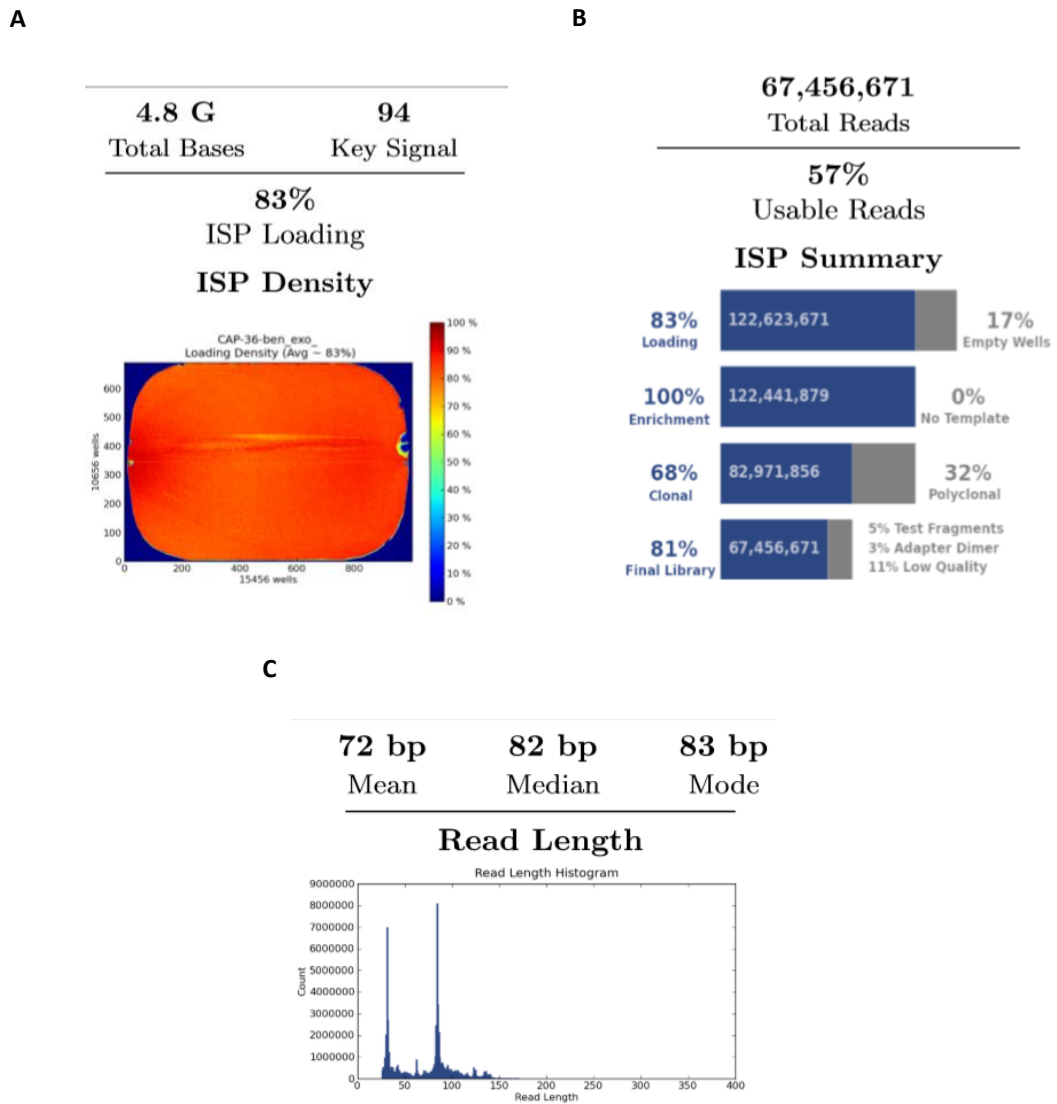 A
B
4.8 G
94
Total Bases
Key Signal
83%
ISP Loading
ISP Density
CAP-36-ben_exo_
Loading Density (Avg ~ 83%)
100 %
90 %
80 %
70 %
60 %
50 %
40 %
30 %
20 %
10 %
0 %
600
500
400
300
200
100
0
10656 wells
0 200 400 600 800
15456 wells
67,456,671
Total Reads
57%
Usable Reads
ISP Summary
83%
Loading
122,623,671
17%
Empty Wells
100%
Enrichment
122,441,879
0%
No Template
68%
Clonal
82,971,856
32%
Polyclonal
81%
Final Library
67,456,671
5% Test Fragments
3% Adapter Dimer
11% Low Quality
C
72 bp
82 bp
83 bp
Mean
Median
Mode
Read Length
Read Length Histogram
9000000
8000000
7000000
6000000
5000000
4000000
3000000
2000000
1000000
0
Count
0 50 100 150 200 250 300 350 400
Read Length